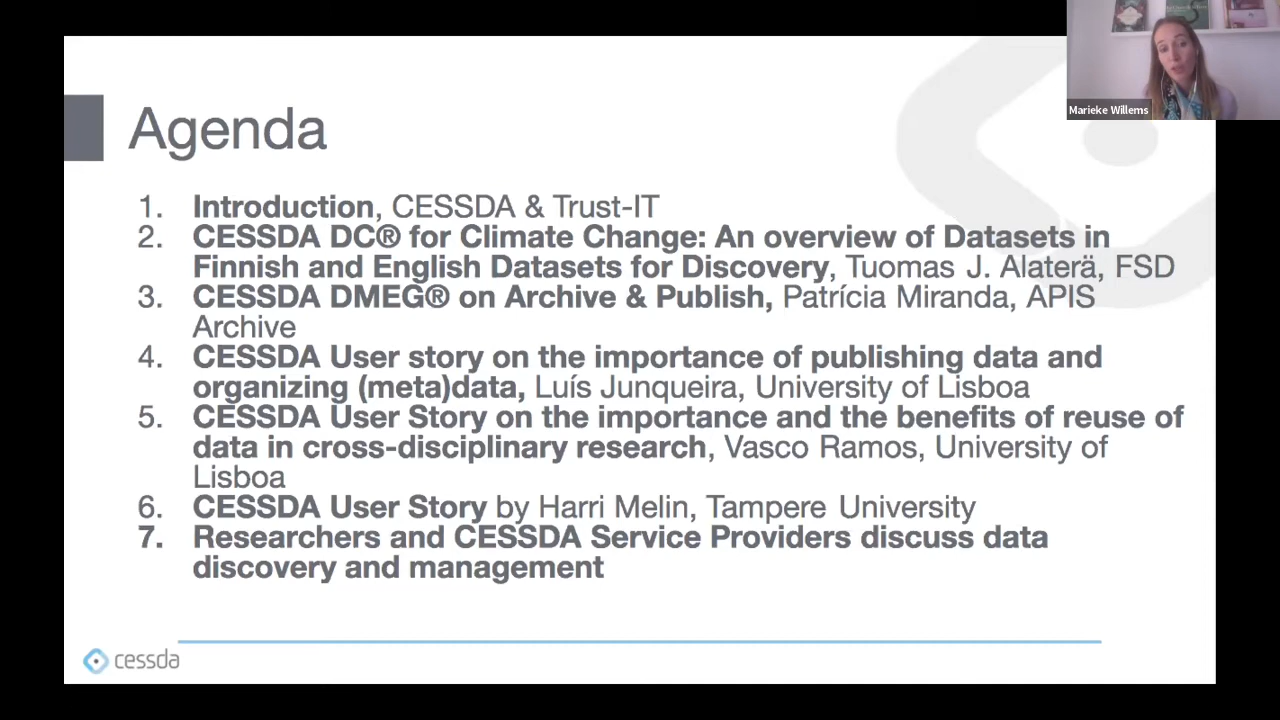 Marieke Willems
Agenda
1. Introduction, CESSDA & Trust-IT
2. CESSDA DC® for Climate Change: An overview of Datasets in
Finnish and English Datasets for Discovery, Tuomas J. Alaterä, FSD
3. CESSDA DMEG® on Archive & Publish, Patrícia Miranda, APIS
Archive
4. CESSDA User story on the importance of publishing data and
organizing (meta)data, Luís Junqueira, University of Lisboa
5. CESSDA User Story on the importance and the benefits of reuse of
data in cross-disciplinary research, Vasco Ramos, University of
Lisboa
6. CESSDA User Story by Harri Melin, Tampere University
7. Researchers and CESSDA Service Providers discuss data
discovery and management
cessda